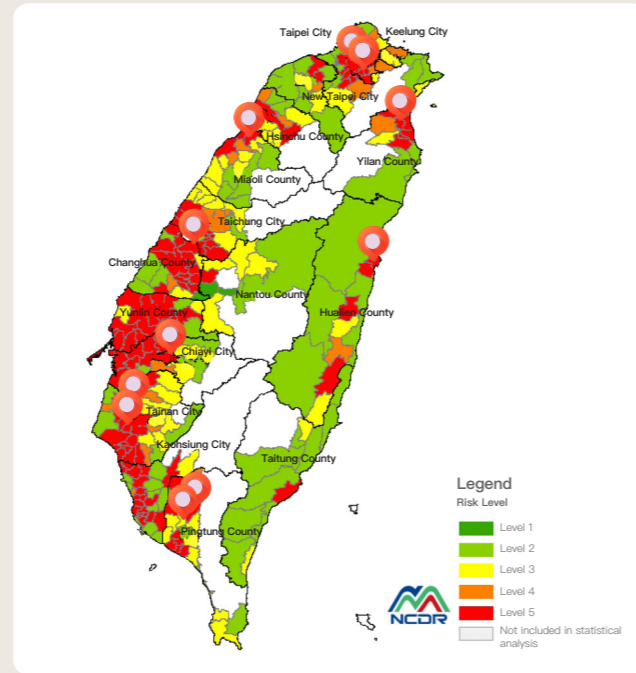 Taipei City
Keelung City
New Taipei City
Hsinchu County
Yilan County
Miaoli County
Taichung City
Changhua County
Nantou County
Yunlin County
Hualien County
Chiayi City
Tainan City
Kaohsiung City
Taitung County
Pingtung County
Legend
Risk Level
Level 1
Level 2
Level 3
Level 4
Level 5
Not included in statistical
analysis
NCDR